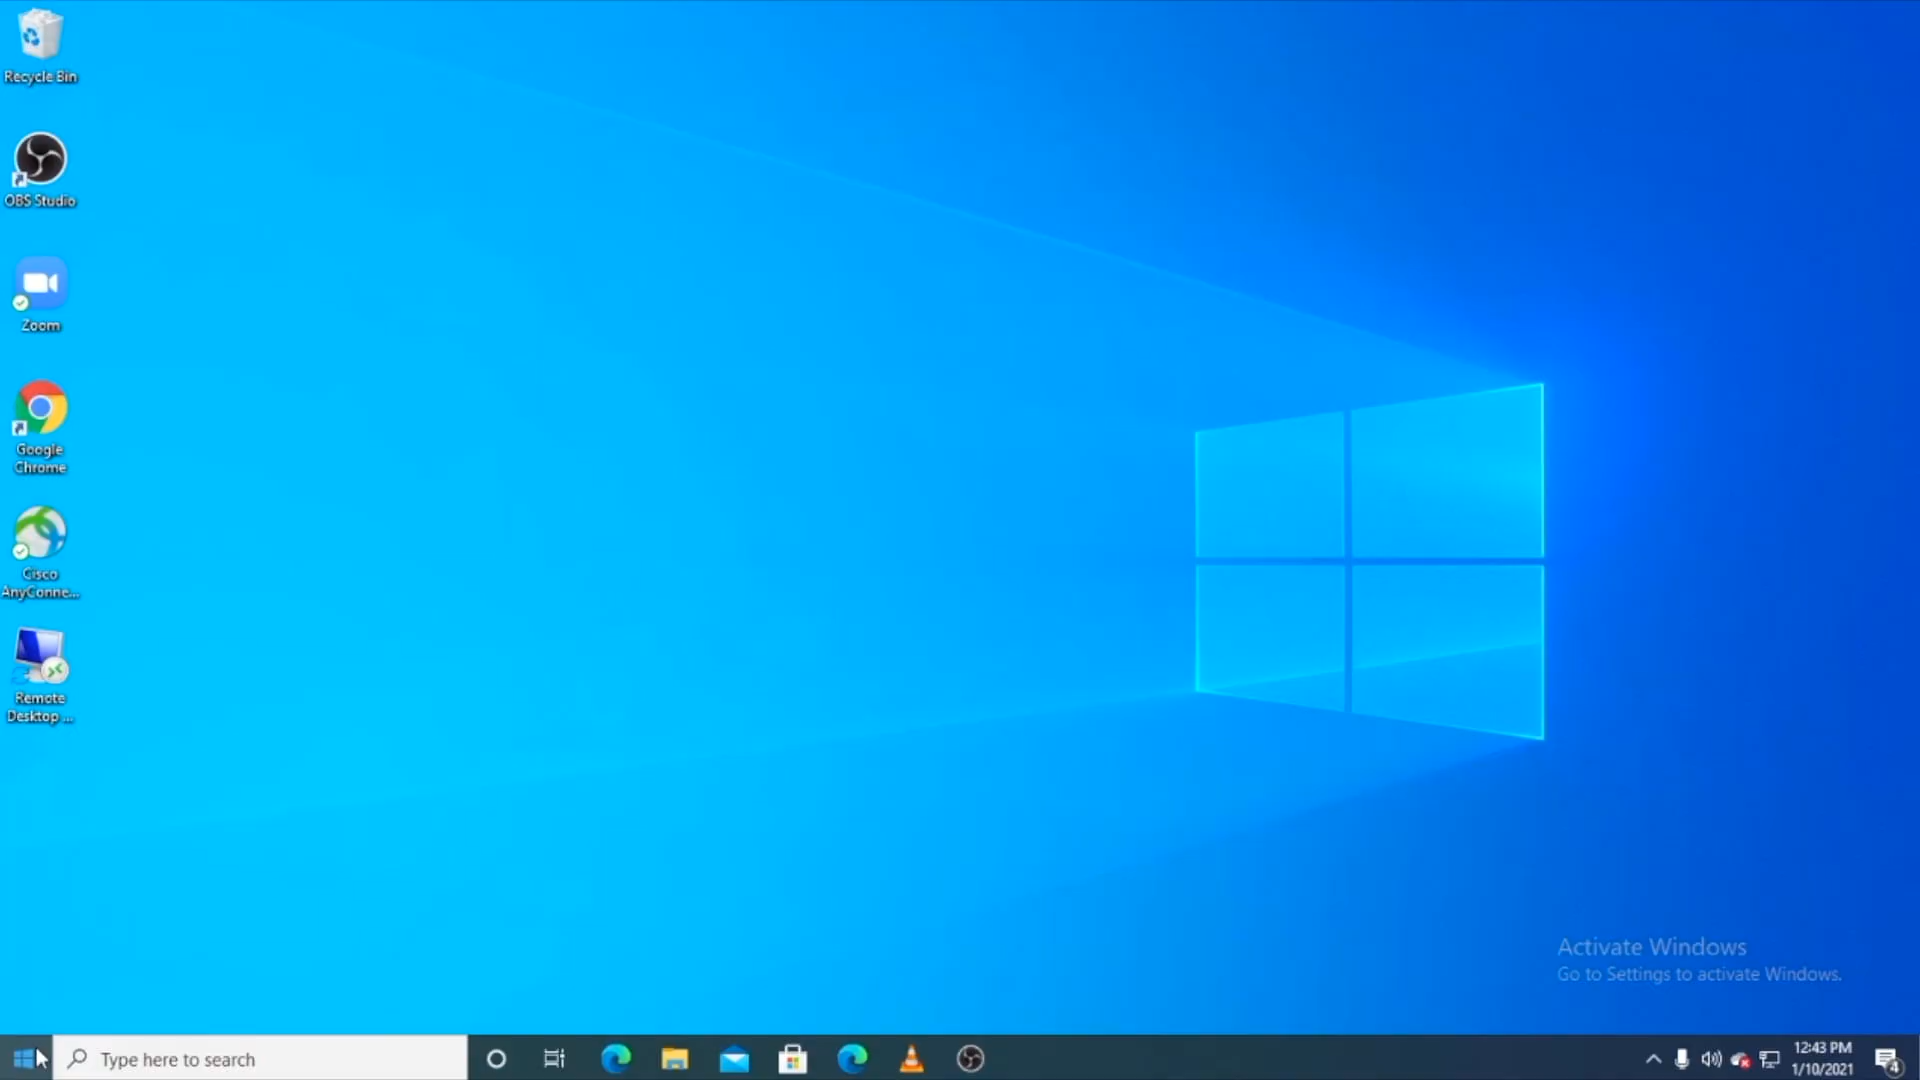 Recycle Bin
OBS Studio
Zoom
Google
Chrome
Cisco
AnyConne...
Remote
Desktop ...
Activate Windows
Go to Settings to activate Windows.
Type here to search
12:43 PM
1/10/2021
4